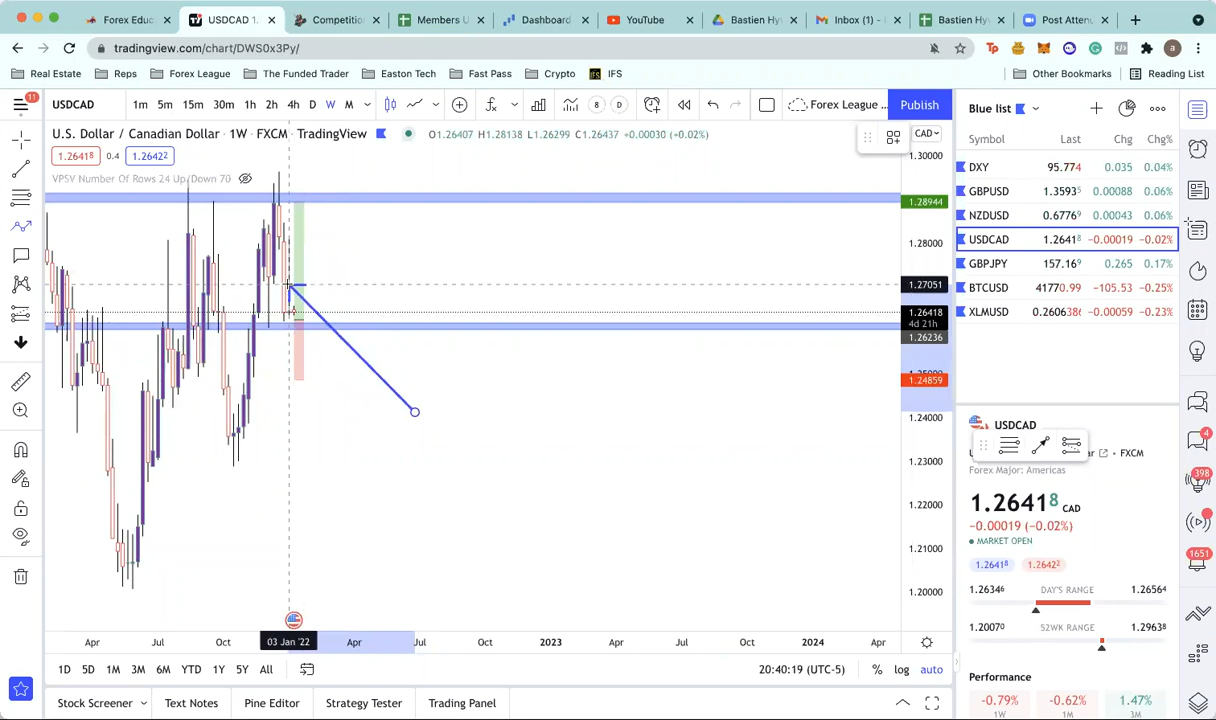 Forex Educ
USDCAD 1.
Competition
Members U
Dashboard
YouTube
Bastien Hy
Inbox (1) -
Bastien Hy
Post Atten
tradingview.com/chart/DWS0x3Py/
Real Estate
Reps
Forex League
The Funded Trader
Easton Tech
Fast Pass
Crypto
IFS
Other Bookmarks
Reading List
11
USDCAD
1m 5m 15m 30m 1h 2h 4h D W M
8
D
Forex League ...
Publish
Blue list
U.S. Dollar / Canadian Dollar · 1W · FXCM · TradingView
O1.26407 H1.28138 L1.26299 C1.26437 +0.00030 (+0.02%)
CAD
1.26418
0.4
1.26422
VPSV Number Of Rows 24 Up/Down 70
Symbol Last Chg Chg%
DXY 95.774 0.035 0.04%
GBPUSD 1.35935 0.00088 0.06%
NZDUSD 0.67769 0.00043 0.06%
USDCAD 1.26418 −0.00019 −0.02%
GBPJPY 157.169 0.265 0.17%
BTCUSD 41770.99 −105.53 −0.25%
XLMUSD 0.2606386 −0.00059 −0.23%
1.30000
1.28944
1.28000
1.27051
1.26418
4d 21h
1.26236
1.24859
1.24000
1.23000
1.22000
1.21000
1.20000
Apr Jul Oct 03 Jan '22 Apr Jul Oct 2023 Apr Jul Oct 2024 Apr
USDCAD
FXCM
Forex Major: Americas
1.26418 CAD
−0.00019 (−0.02%)
MARKET OPEN
1.26418
1.26422
1.26346 DAY'S RANGE 1.26564
1.20070 52WK RANGE 1.29638
Performance
−0.79%
1W
−0.62%
1M
1.47%
3M
4
398
1651
1D 5D 1M 3M 6M YTD 1Y 5Y All
20:40:19 (UTC-5)
% log auto
Stock Screener
Text Notes
Pine Editor
Strategy Tester
Trading Panel